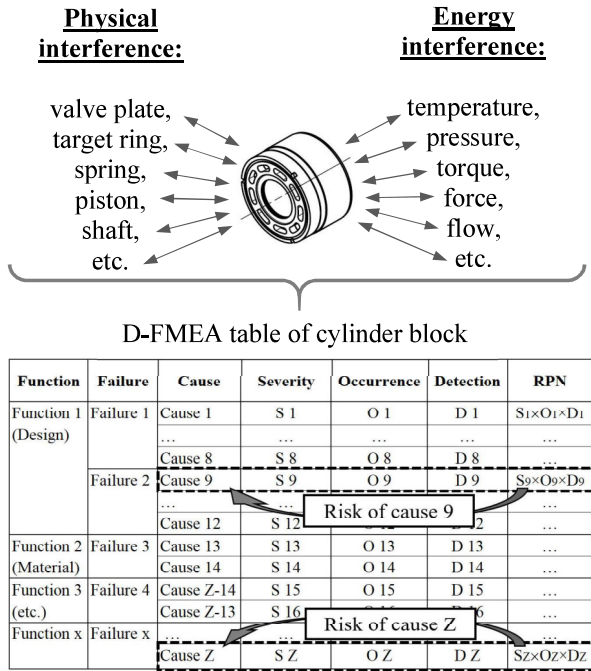 Physical
interference:
Energy
interference:
valve plate,
target ring,
spring,
piston,
shaft,
etc.
temperature,
pressure,
torque,
force,
flow,
etc.
D-FMEA table of cylinder block
Function Failure Cause Severity Occurrence Detection RPN
Function 1 Failure 1 Cause 1 S 1 O 1 D 1 S1×O1×D1
(Design) … … … … …
Cause 8 S 8 O 8 D 8 …
Failure 2 Cause 9 S 9 O 9 D 9 S9×O9×D9
… … …
Risk of cause 9
Cause 12 S 12 …
Function 2 Failure 3 Cause 13 S 13 O 13 D 13 …
(Material) Cause 14 S 14 O 14 D 14 …
Function 3 Failure 4 Cause Z-14 S 15 O 15 D 15 …
(etc.) Cause Z-13 S 16 …
Risk of cause Z
Function x Failure x … … …
Cause Z S Z O Z D Z SZ×OZ×DZ